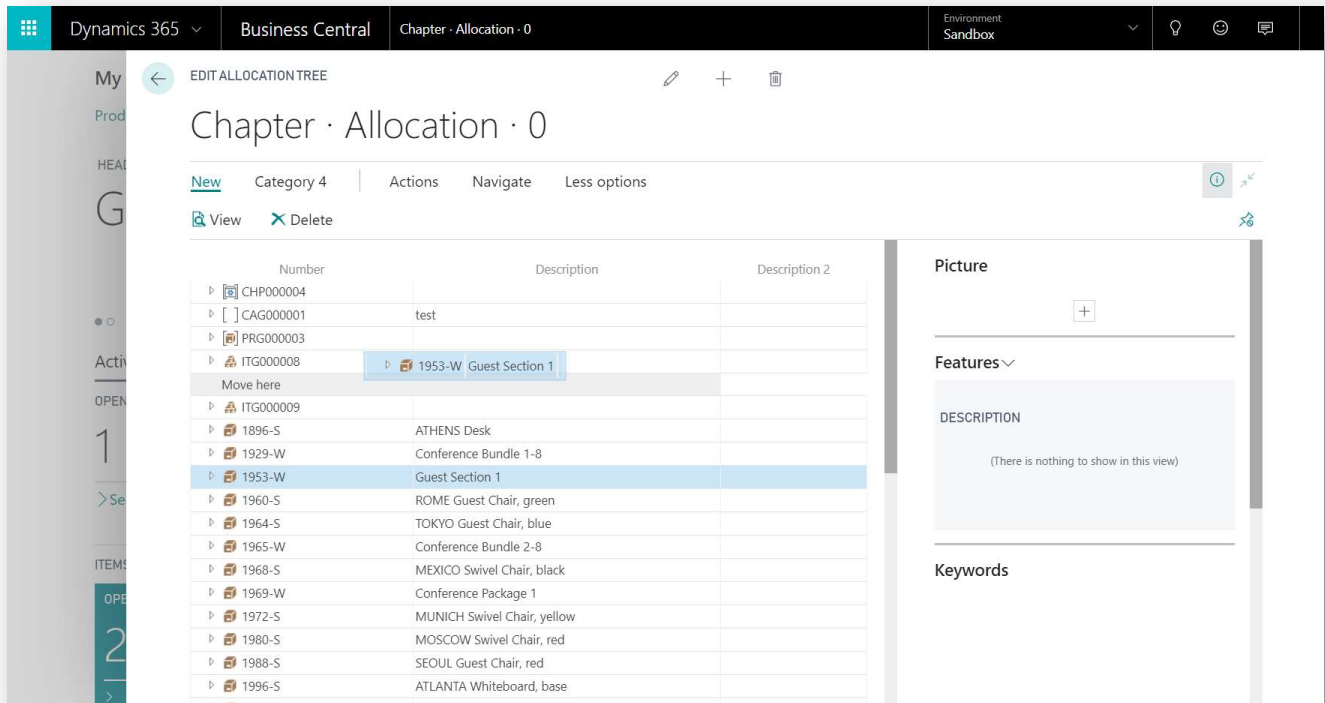 Dynamics 365 Business Central Chapter · Allocation · 0 Environment
Sandbox
My EDIT ALLOCATION TREE
Prod
Chapter · Allocation · 0
HEAD
New Category 4 Actions Navigate Less options
G
View Delete
Number Description Description 2 Picture
CHP000004
CAG000001 test
PRG000003
Activ ITG000008 1953-W Guest Section 1 Features
Move here
OPEN ITG000009
DESCRIPTION
1 1896-S ATHENS Desk
1929-W Conference Bundle 1-8 (There is nothing to show in this view)
1953-W Guest Section 1
Se 1960-S ROME Guest Chair, green
1964-S TOKYO Guest Chair, blue
1965-W Conference Bundle 2-8
ITEMS 1968-S MEXICO Swivel Chair, black Keywords
1969-W Conference Package 1
OPE
1972-S MUNICH Swivel Chair, yellow
2 1980-S MOSCOW Swivel Chair, red
1988-S SEOUL Guest Chair, red
1996-S ATLANTA Whiteboard, base